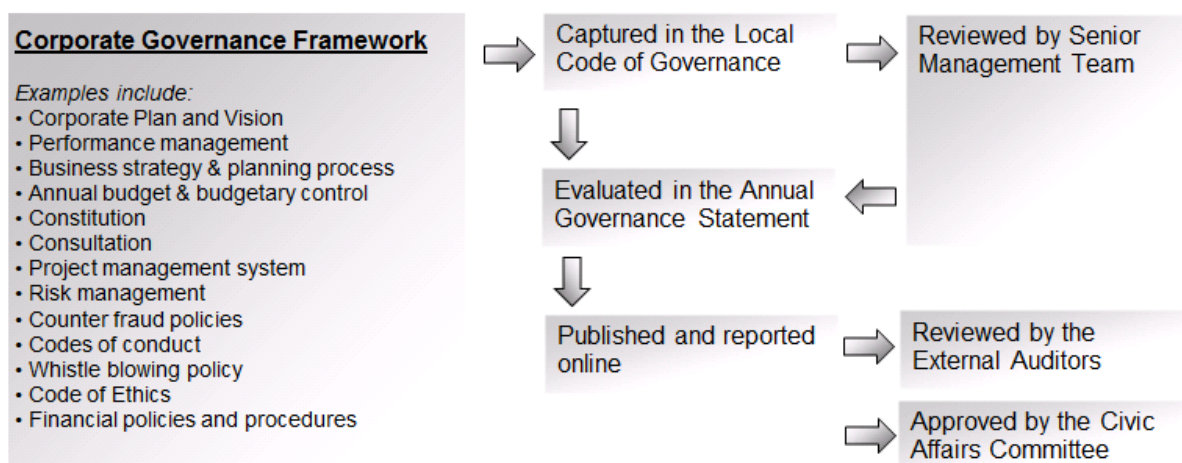 Corporate Governance Framework
Examples include:
• Corporate Plan and Vision
• Performance management
• Business strategy & planning process
• Annual budget & budgetary control
• Constitution
• Consultation
• Project management system
• Risk management
• Counter fraud policies
• Codes of conduct
• Whistle blowing policy
• Code of Ethics
• Financial policies and procedures
Captured in the Local
Code of Governance
Reviewed by Senior
Management Team
Evaluated in the Annual
Governance Statement
Published and reported
online
Reviewed by the
External Auditors
Approved by the Civic
Affairs Committee